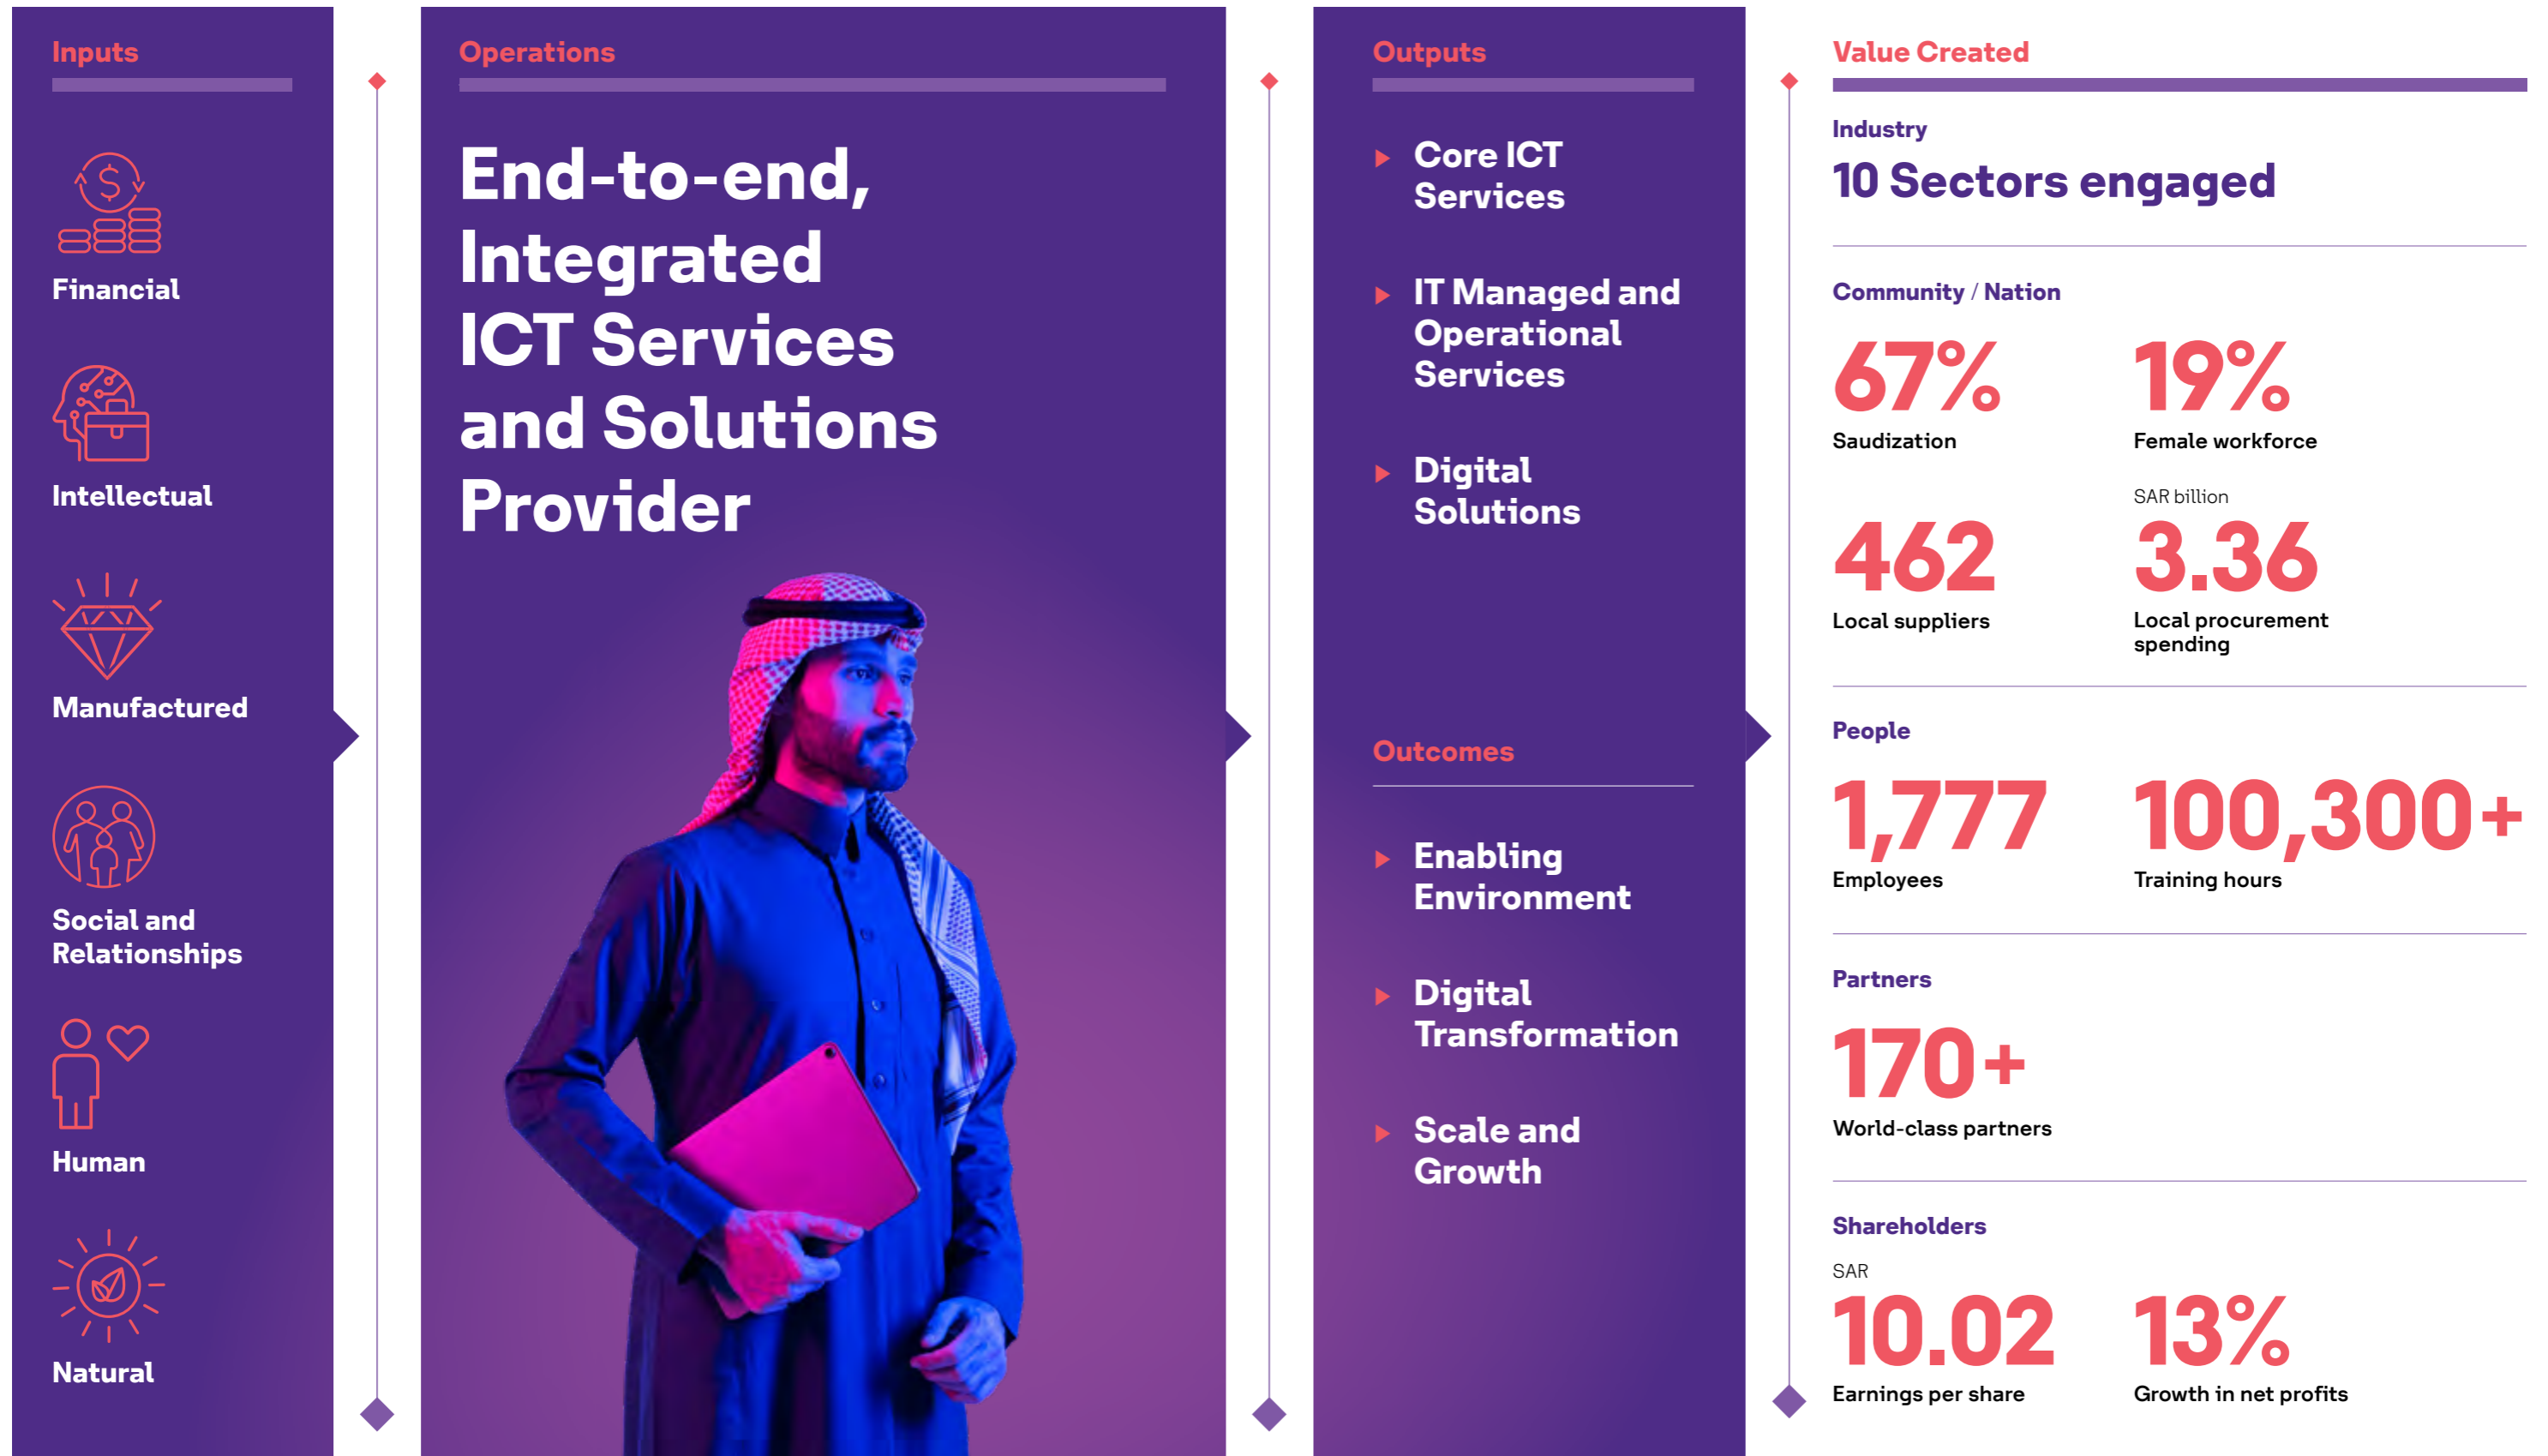 Inputs
Financial
Intellectual
Manufactured
Social and
Relationships
Human
Natural
Operations
End-to-end,
Integrated
ICT Services
and Solutions
Provider
Outputs
Core ICT
Services
IT Managed and
Operational
Services
Digital
Solutions
Outcomes
Enabling
Environment
Digital
Transformation
Scale and
Growth
Value Created
Industry
10 Sectors engaged
Community / Nation
67%
Saudization
19%
Female workforce
462
Local suppliers
SAR billion
3.36
Local procurement
spending
People
1,777
Employees
100,300+
Training hours
Partners
170+
World-class partners
Shareholders
SAR
10.02
Earnings per share
13%
Growth in net profits